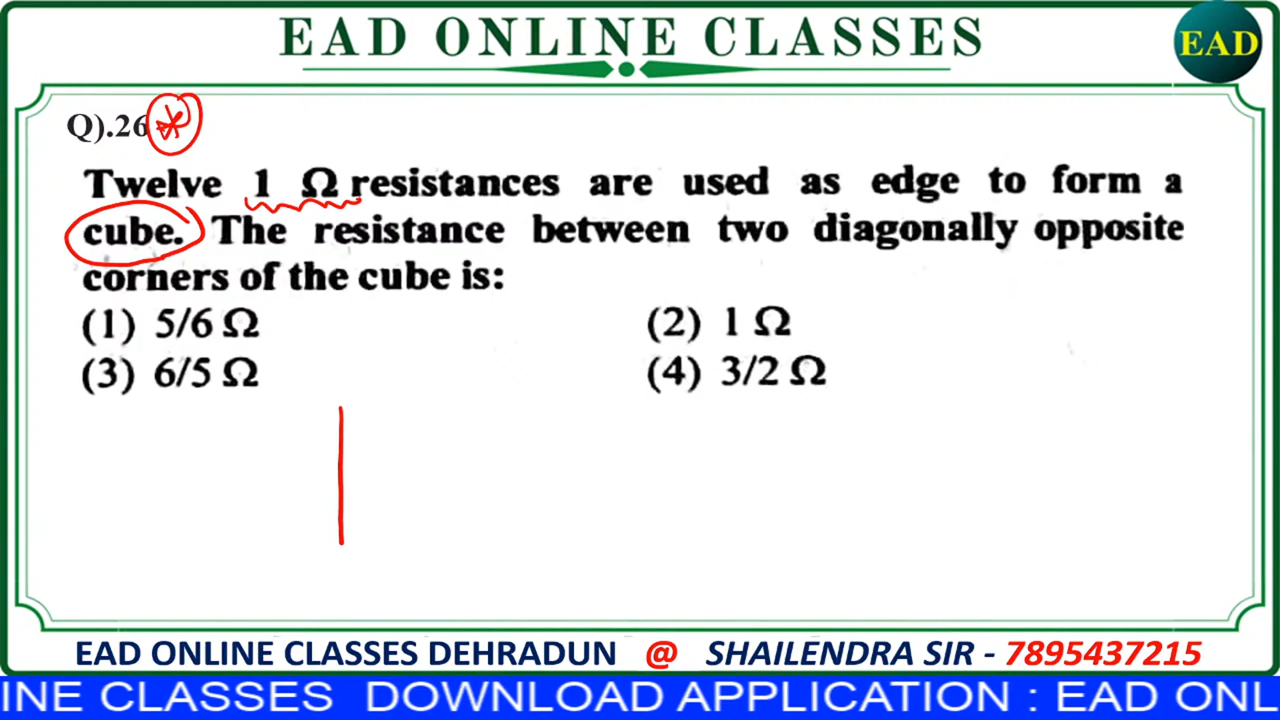 EAD ONLINE CLASSES
EAD
Q).26
Twelve 1 Ω resistances are used as edge to form a
cube. The resistance between two diagonally opposite
corners of the cube is:
(1) 5/6 Ω (2) 1 Ω
(3) 6/5 Ω (4) 3/2 Ω
EAD ONLINE CLASSES DEHRADUN @ SHAILENDRA SIR - 7895437215
INE CLASSES DOWNLOAD APPLICATION : EAD ONL